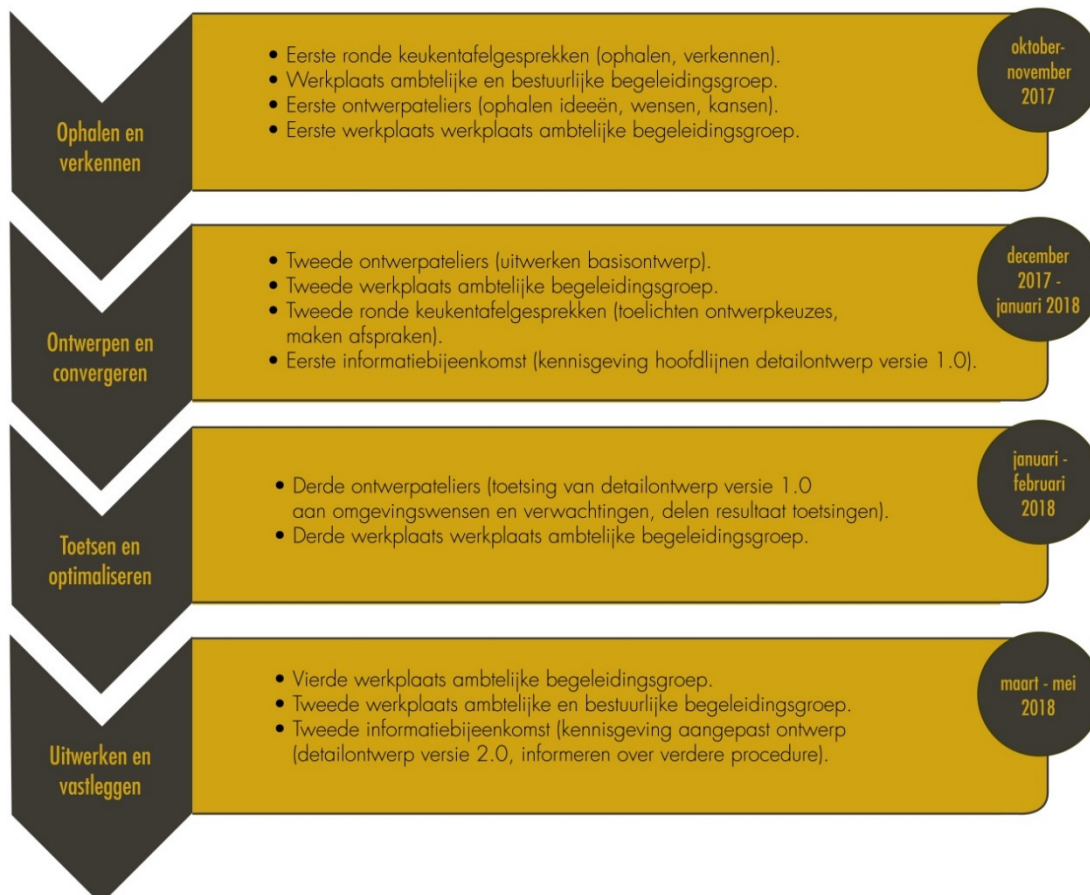 Ophalen en
verkennen
• Eerste ronde keukentafelgesprekken (ophalen, verkennen).
• Werkplaats ambtelijke en bestuurlijke begeleidingsgroep.
• Eerste ontwerpateliers (ophalen ideeën, wensen, kansen).
• Eerste werkplaats werkplaats ambtelijke begeleidingsgroep.
oktober-
november
2017
Ontwerpen en
convergeren
• Tweede ontwerpateliers (uitwerken basisontwerp).
• Tweede werkplaats ambtelijke begeleidingsgroep.
• Tweede ronde keukentafelgesprekken (toelichten ontwerpkeuzes,
maken afspraken).
• Eerste informatiebijeenkomst (kennisgeving hoofdlijnen detailontwerp versie 1.0).
december
2017 -
januari 2018
Toetsen en
optimaliseren
• Derde ontwerpateliers (toetsing van detailontwerp versie 1.0
aan omgevingswensen en verwachtingen, delen resultaat toetsingen).
• Derde werkplaats werkplaats ambtelijke begeleidingsgroep.
januari -
februari
2018
Uitwerken en
vastleggen
• Vierde werkplaats ambtelijke begeleidingsgroep.
• Tweede werkplaats ambtelijke en bestuurlijke begeleidingsgroep.
• Tweede informatiebijeenkomst (kennisgeving aangepast ontwerp
(detailontwerp versie 2.0, informeren over verdere procedure).
maart - mei
2018